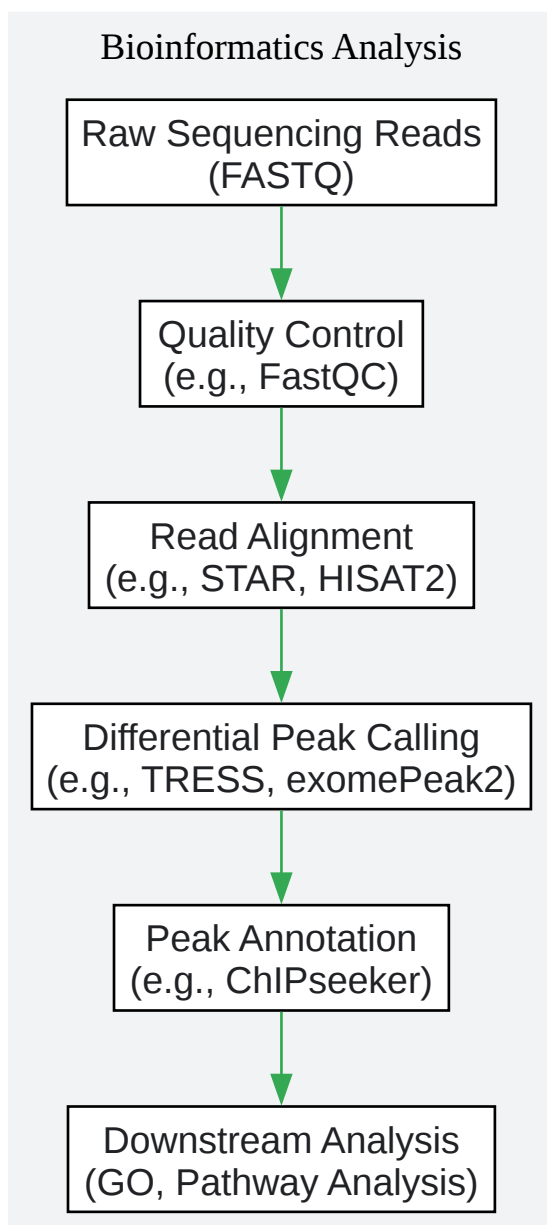 Bioinformatics Analysis
Raw Sequencing Reads
(FASTQ)
Quality Control
(e.g., FastQC)
Read Alignment
(e.g., STAR, HISAT2)
Differential Peak Calling
(e.g., TRESS, exomePeak2)
Peak Annotation
(e.g., ChIPseeker)
Downstream Analysis
(GO, Pathway Analysis)